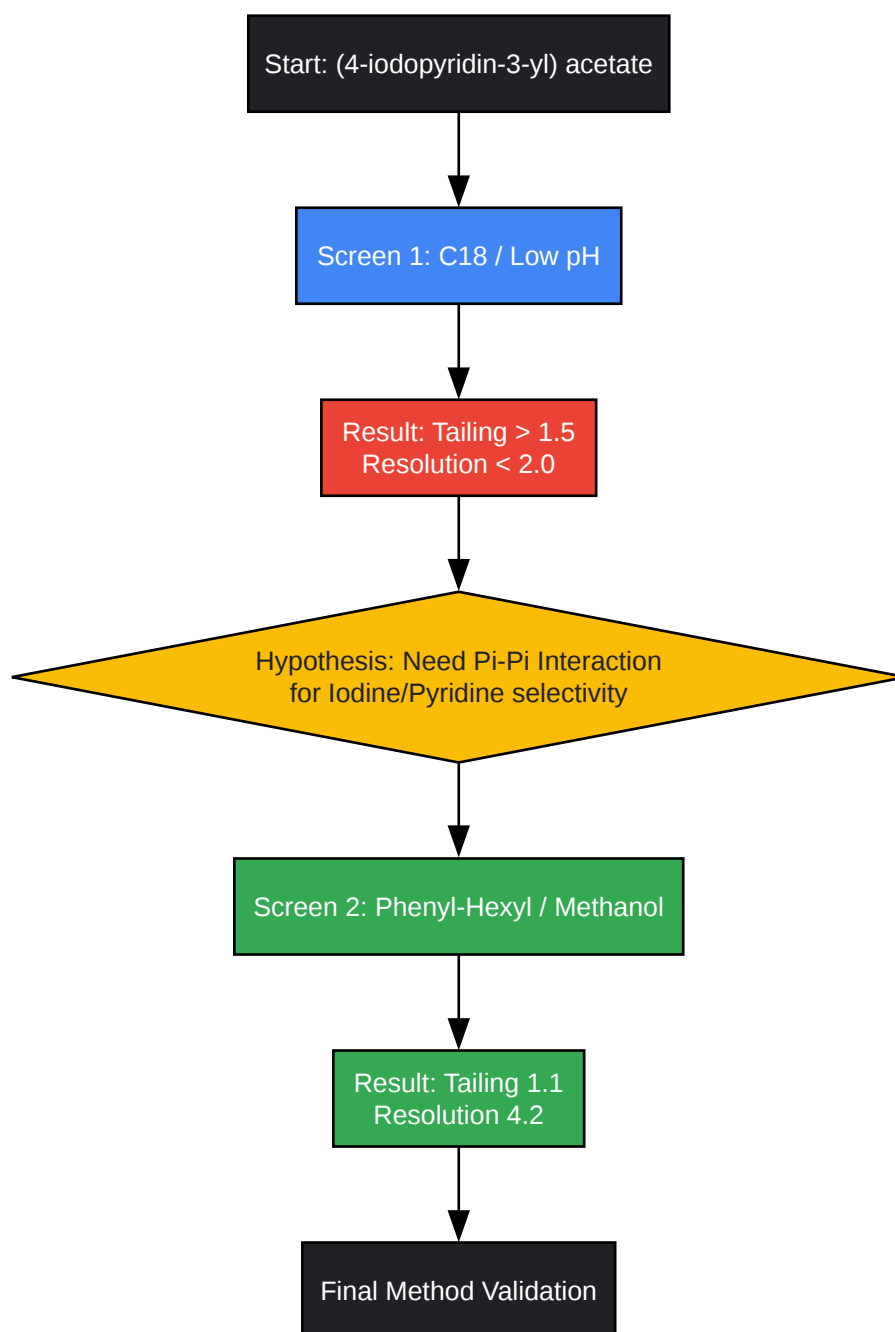 Start: (4-iodopyridin-3-yl) acetate
Screen 1: C18 / Low pH
Result: Tailing > 1.5
Resolution < 2.0
Hypothesis: Need Pi-Pi Interaction
for Iodine/Pyridine selectivity
Screen 2: Phenyl-Hexyl / Methanol
Result: Tailing 1.1
Resolution 4.2
Final Method Validation